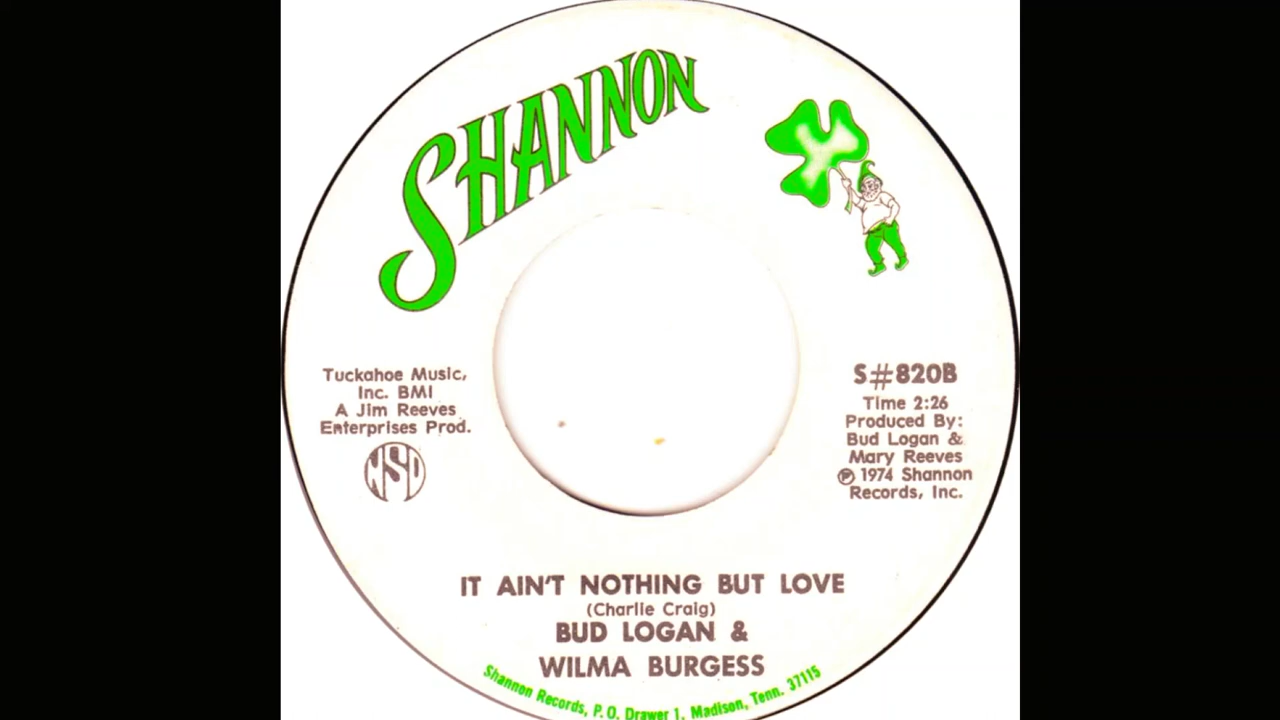 SHANNON
Tuckahoe Music,
Inc. BMI
A Jim Reeves
Enterprises Prod.
NSD
S#820B
Time 2:26
Produced By:
Bud Logan &
Mary Reeves
℗ 1974 Shannon
Records, Inc.
IT AIN'T NOTHING BUT LOVE
(Charlie Craig)
BUD LOGAN &
WILMA BURGESS
Shannon Records, P.O. Drawer 1, Madison, Tenn. 37115